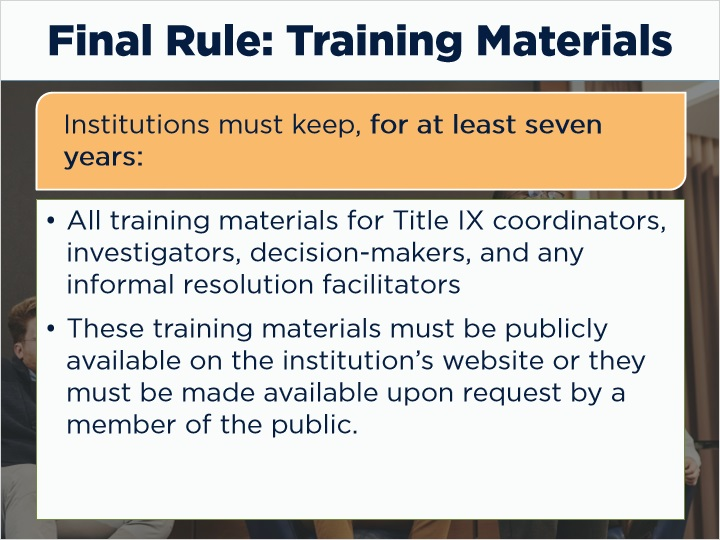 Final Rule: Training Materials
Institutions must keep, for at least seven
years:
• All training materials for Title IX coordinators,
investigators, decision-makers, and any
informal resolution facilitators
• These training materials must be publicly
available on the institution’s website or they
must be made available upon request by a
member of the public.